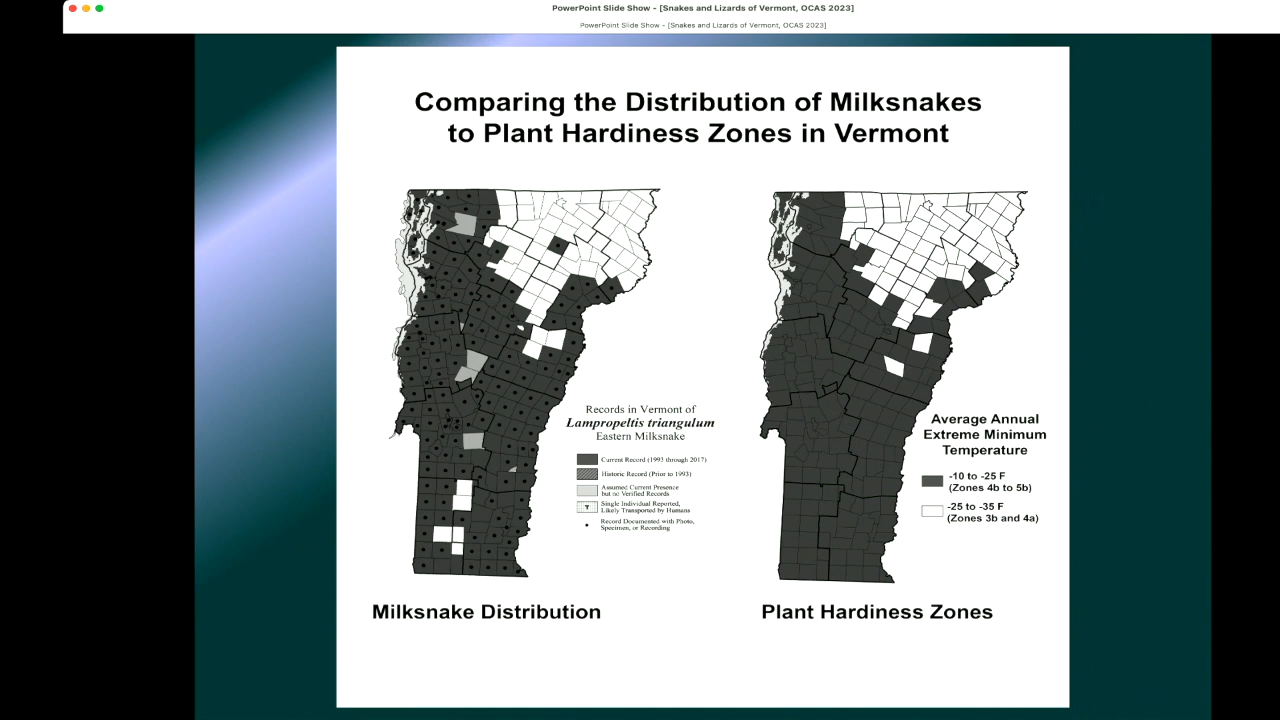 PowerPoint Slide Show - [Snakes and Lizards of Vermont, OCAS 2023]
PowerPoint Slide Show - [Snakes and Lizards of Vermont, OCAS 2023]
Comparing the Distribution of Milksnakes
to Plant Hardiness Zones in Vermont
Records in Vermont of
Lampropeltis triangulum
Eastern Milksnake
Current Record (1993 through 2017)
Historic Record (Prior to 1993)
Assumed Current Presence
but no Verified Records
Single Individual Reported,
Likely Transported by Humans
Record Documented with Photo,
Specimen, or Recording
Average Annual
Extreme Minimum
Temperature
-10 to -25 F
(Zones 4b to 5b)
-25 to -35 F
(Zones 3b and 4a)
Milksnake Distribution
Plant Hardiness Zones